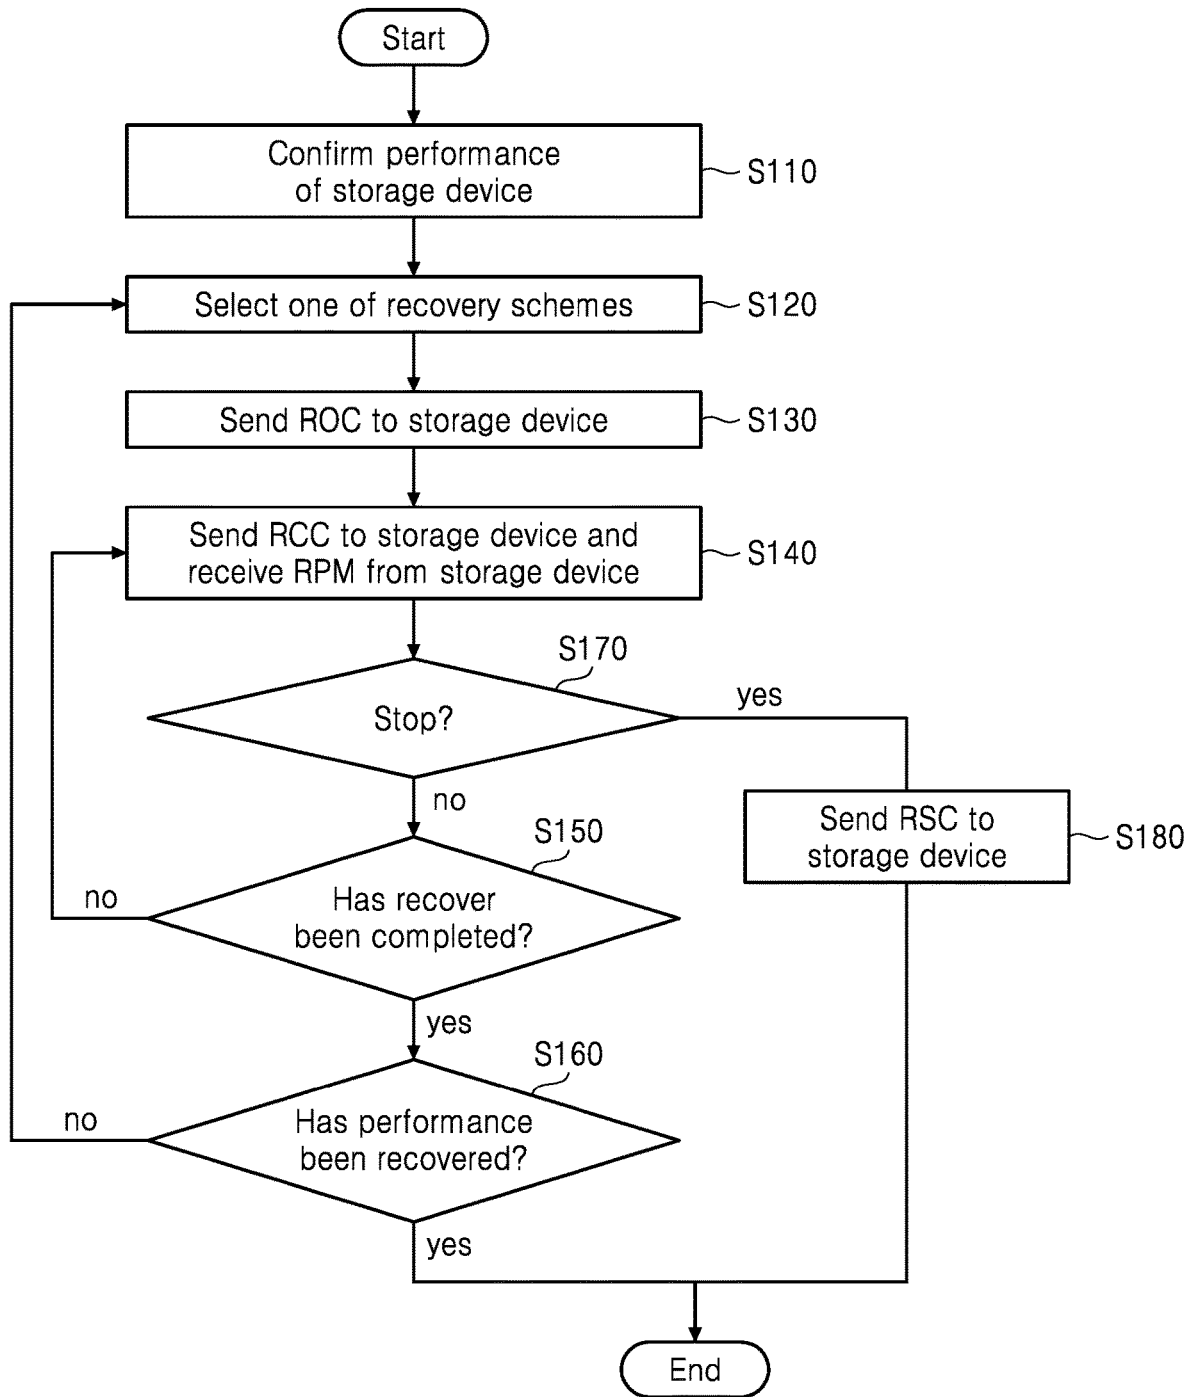 Start
Confirm performance
of storage device
S110
Select one of recovery schemes
S120
Send ROC to storage device
S130
Send RCC to storage device and
receive RPM from storage device
S140
S170
Stop?
yes
no
Send RSC to
storage device
S180
S150
Has recover
been completed?
no
yes
S160
Has performance
been recovered?
no
yes
End